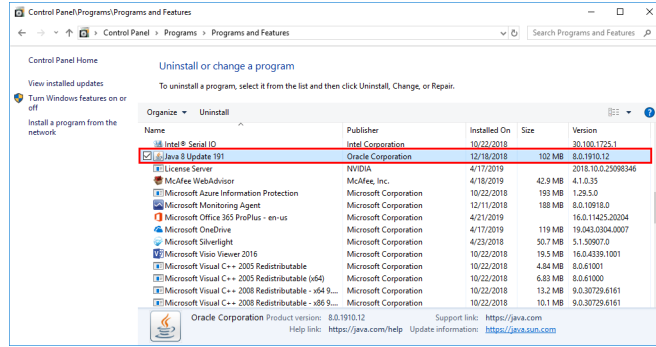 Control Panel\Programs\Programs and Features
Control Panel > Programs > Programs and Features
Search Programs and Features
Control Panel Home
View installed updates
Turn Windows features on or
off
Install a program from the
network
Uninstall or change a program
To uninstall a program, select it from the list and then click Uninstall, Change, or Repair.
Organize Uninstall
Name Publisher Installed On Size Version
Intel® Serial IO Intel Corporation 10/22/2018 30.100.1725.1
Java 8 Update 191 Oracle Corporation 12/18/2018 102 MB 8.0.1910.12
License Server NVIDIA 4/17/2019 2018.10.0.25098346
McAfee WebAdvisor McAfee, Inc. 4/18/2019 42.9 MB 4.1.0.35
Microsoft Azure Information Protection Microsoft Corporation 10/22/2018 193 MB 1.29.5.0
Microsoft Monitoring Agent Microsoft Corporation 12/11/2018 188 MB 8.0.10918.0
Microsoft Office 365 ProPlus - en-us Microsoft Corporation 4/21/2019 16.0.11425.20204
Microsoft OneDrive Microsoft Corporation 4/17/2019 119 MB 19.043.0304.0007
Microsoft Silverlight Microsoft Corporation 4/23/2018 50.7 MB 5.1.50907.0
Microsoft Visio Viewer 2016 Microsoft Corporation 10/22/2018 19.5 MB 16.0.4339.1001
Microsoft Visual C++ 2005 Redistributable Microsoft Corporation 10/22/2018 4.84 MB 8.0.61001
Microsoft Visual C++ 2005 Redistributable (x64) Microsoft Corporation 10/22/2018 6.83 MB 8.0.61000
Microsoft Visual C++ 2008 Redistributable - x64 9.... Microsoft Corporation 10/22/2018 13.2 MB 9.0.30729.6161
Microsoft Visual C++ 2008 Redistributable - x86 9.... Microsoft Corporation 10/22/2018 10.1 MB 9.0.30729.6161
Oracle Corporation Product version: 8.0.1910.12 Support link: https://java.com
Help link: https://java.com/help Update information: https://java.sun.com